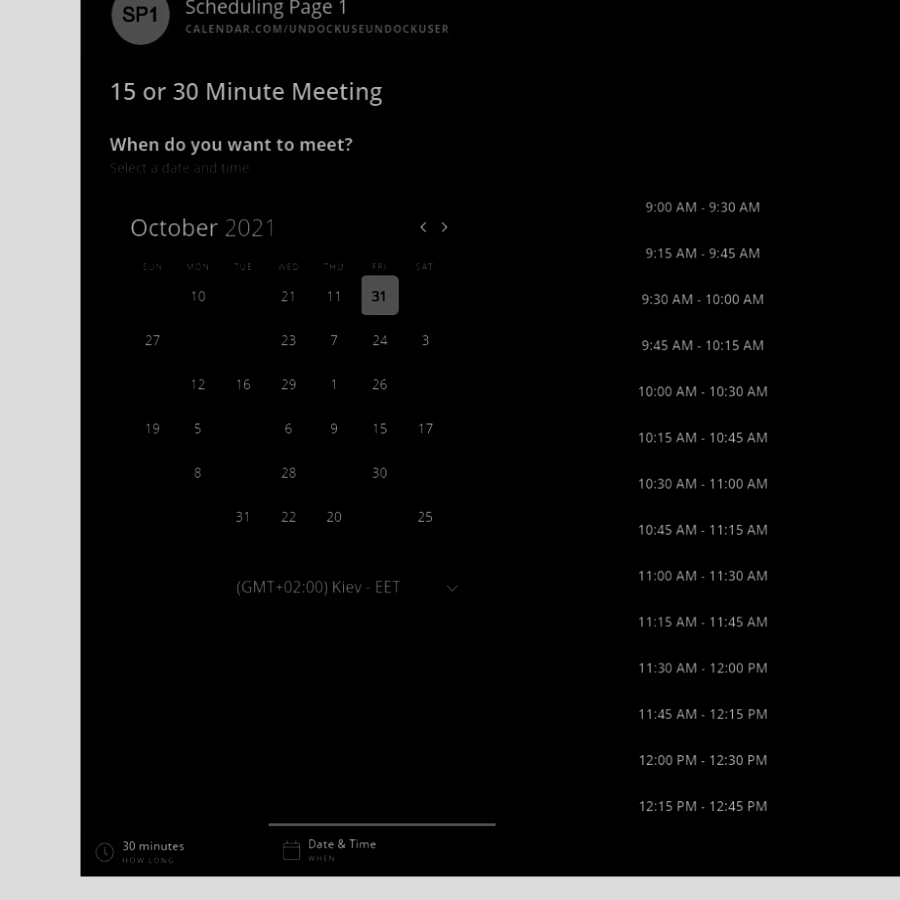 SP1
Scheduling Page 1
CALENDAR.COM/UNDOCKUSEUNDOCKUSER
15 or 30 Minute Meeting
When do you want to meet?
Select a date and time
October 2021
SUN MON TUE WED THU FRI SAT
10 21 11 31
27 23 7 24 3
12 16 29 1 26
19 5 6 9 15 17
8 28 30
31 22 20 25
(GMT+02:00) Kiev - EET
9:00 AM - 9:30 AM
9:15 AM - 9:45 AM
9:30 AM - 10:00 AM
9:45 AM - 10:15 AM
10:00 AM - 10:30 AM
10:15 AM - 10:45 AM
10:30 AM - 11:00 AM
10:45 AM - 11:15 AM
11:00 AM - 11:30 AM
11:15 AM - 11:45 AM
11:30 AM - 12:00 PM
11:45 AM - 12:15 PM
12:00 PM - 12:30 PM
12:15 PM - 12:45 PM
30 minutes
HOW LONG
Date & Time
WHEN